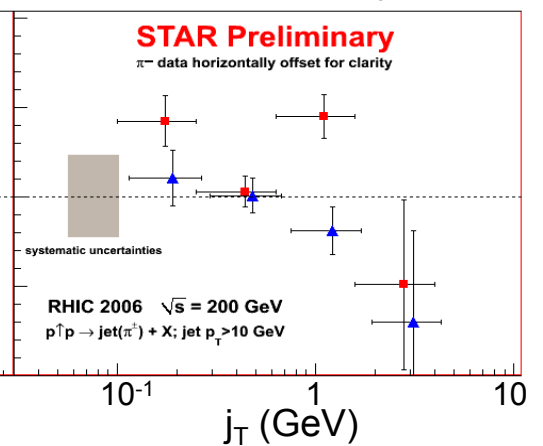 STAR Preliminary
π− data horizontally offset for clarity
systematic uncertainties
RHIC 2006 √s = 200 GeV
p↑p → jet(π±) + X; jet pT>10 GeV
10-1 1 10
jT (GeV)